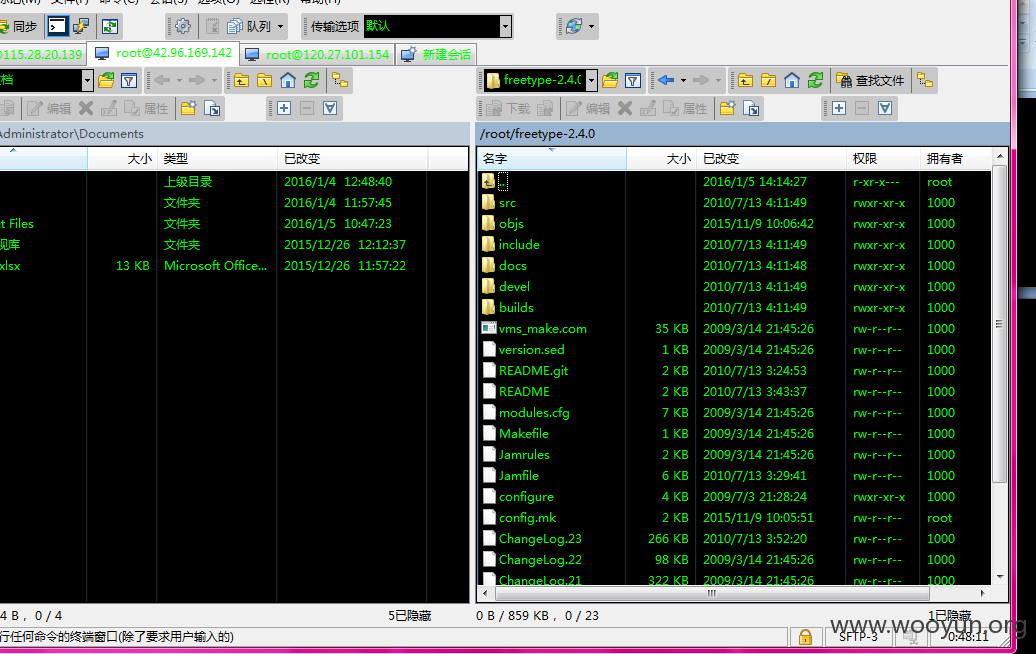 标记(M) 文件(F) 命令(C) 会话(S) 选项(O) 远程(R) 帮助(H)
同步 队列 传输选项 默认
@115.28.20.139 root@42.96.169.142 root@120.27.101.154 新建会话
档 freetype-2.4.0 查找文件
编辑 属性 下载 编辑 属性
Administrator\Documents /root/freetype-2.4.0
大小 类型 已改变
上级目录 2016/1/4 12:48:40
文件夹 2016/1/4 11:57:45
t Files 文件夹 2016/1/5 10:47:23
视库 文件夹 2015/12/26 12:12:37
xlsx 13 KB Microsoft Office... 2015/12/26 11:57:22
名字 大小 已改变 权限 拥有者
.. 2016/1/5 14:14:27 r-xr-x--- root
src 2010/7/13 4:11:49 rwxr-xr-x 1000
objs 2015/11/9 10:06:42 rwxr-xr-x 1000
include 2010/7/13 4:11:49 rwxr-xr-x 1000
docs 2010/7/13 4:11:48 rwxr-xr-x 1000
devel 2010/7/13 4:11:49 rwxr-xr-x 1000
builds 2010/7/13 4:11:49 rwxr-xr-x 1000
vms_make.com 35 KB 2009/3/14 21:45:26 rw-r--r-- 1000
version.sed 1 KB 2009/3/14 21:45:26 rw-r--r-- 1000
README.git 2 KB 2010/7/13 3:24:53 rw-r--r-- 1000
README 2 KB 2010/7/13 3:43:37 rw-r--r-- 1000
modules.cfg 7 KB 2009/3/14 21:45:26 rw-r--r-- 1000
Makefile 1 KB 2009/3/14 21:45:26 rw-r--r-- 1000
Jamrules 2 KB 2009/3/14 21:45:26 rw-r--r-- 1000
Jamfile 6 KB 2010/7/13 3:29:41 rw-r--r-- 1000
configure 4 KB 2009/7/3 21:28:24 rwxr-xr-x 1000
config.mk 2 KB 2015/11/9 10:05:51 rw-r--r-- root
ChangeLog.23 266 KB 2010/7/13 3:52:20 rw-r--r-- 1000
ChangeLog.22 98 KB 2009/3/14 21:45:26 rw-r--r-- 1000
ChangeLog.21 322 KB 2009/3/14 21:45:26 rw-r--r-- 1000
4 B， 0 / 4 5已隐藏 0 B / 859 KB， 0 / 23 1已隐藏
行任何命令的终端窗口(除了要求用户输入的) SFTP-3 0:48:11
www.wooyun.org